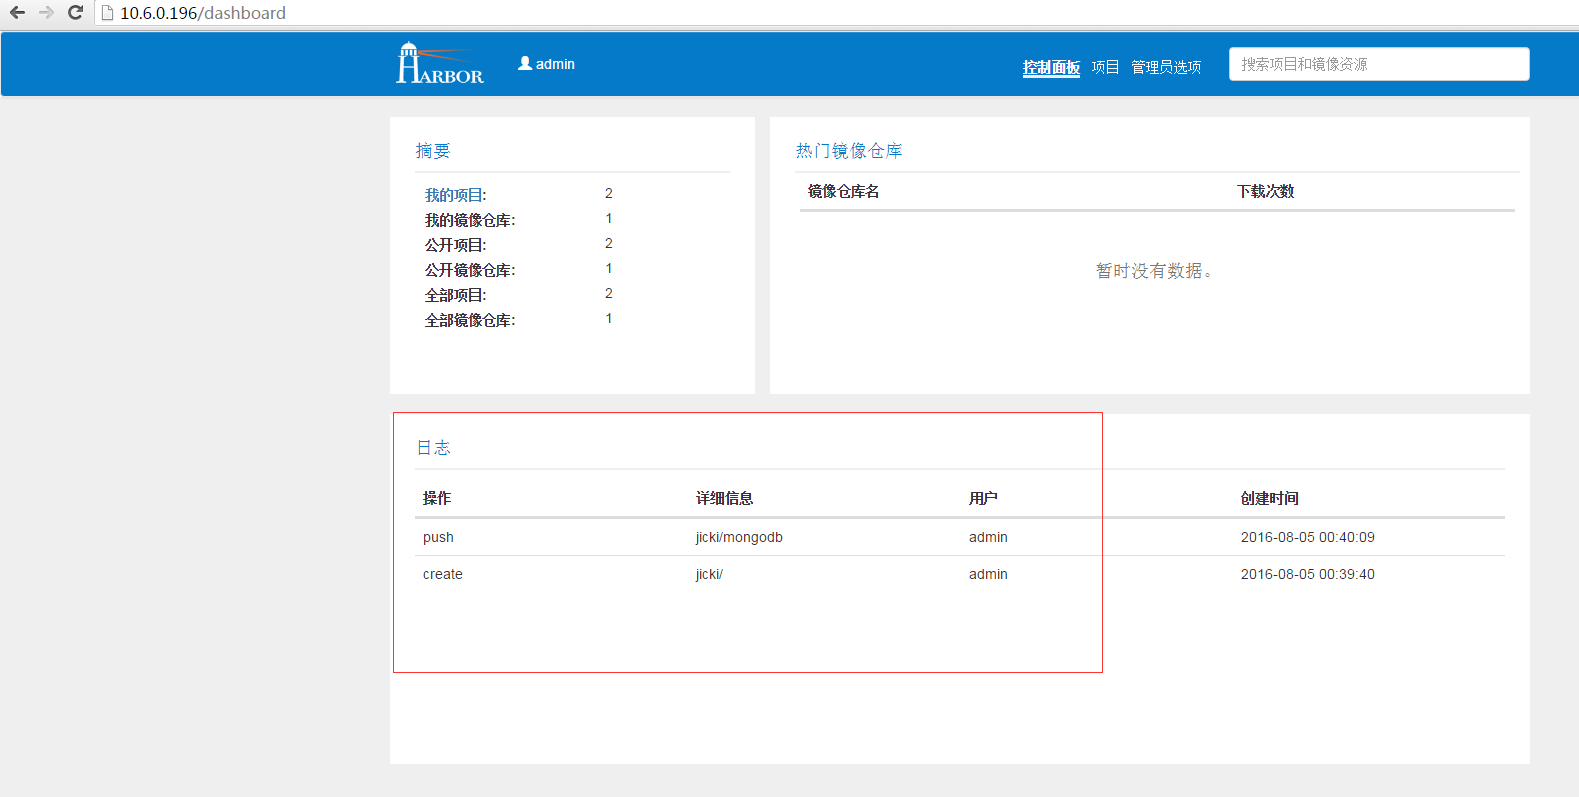 10.6.0.196/dashboard
HARBOR admin 控制面板 项目 管理员选项 搜索项目和镜像资源
摘要
我的项目: 2
我的镜像仓库: 1
公开项目: 2
公开镜像仓库: 1
全部项目: 2
全部镜像仓库: 1
热门镜像仓库
镜像仓库名 下载次数
暂时没有数据。
日志
操作 详细信息 用户 创建时间
push jicki/mongodb admin 2016-08-05 00:40:09
create jicki/ admin 2016-08-05 00:39:40